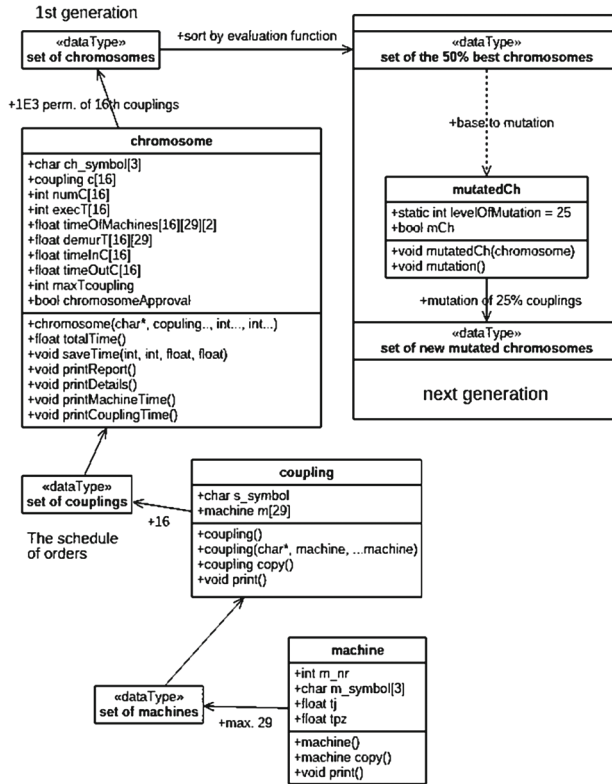 1st generation
«dataType»
set of chromosomes
+sort by evaluation function
«dataType»
set of the 50% best chromosomes
+1E3 perm. of 16th couplings
+base to mutation
chromosome
+char ch_symbol[3]
+coupling c[16]
+int numC[16]
+int execT[16]
+float timeOfMachines[16][29][2]
+float demurT[16][29]
+float timeInC[16]
+float timeOutC[16]
+int maxTcoupling
+bool chromosomeApproval
+chromosome(char*, copuling.., int..., int...)
+float totalTime()
+void saveTime(int, int, float, float)
+void printReport()
+void printDetails()
+void printMachineTime()
+void printCouplingTime()
mutatedCh
+static int levelOfMutation = 25
+bool mCh
+void mutatedCh(chromosome)
+void mutation()
+mutation of 25% couplings
«dataType»
set of new mutated chromosomes
next generation
«dataType»
set of couplings
+16
The schedule
of orders
coupling
+char s_symbol
+machine m[29]
+coupling()
+coupling(char*, machine, ...machine)
+coupling copy()
+void print()
«dataType»
set of machines
+max. 29
machine
+int m_nr
+char m_symbol[3]
+float tj
+float tpz
+machine()
+machine copy()
+void print()